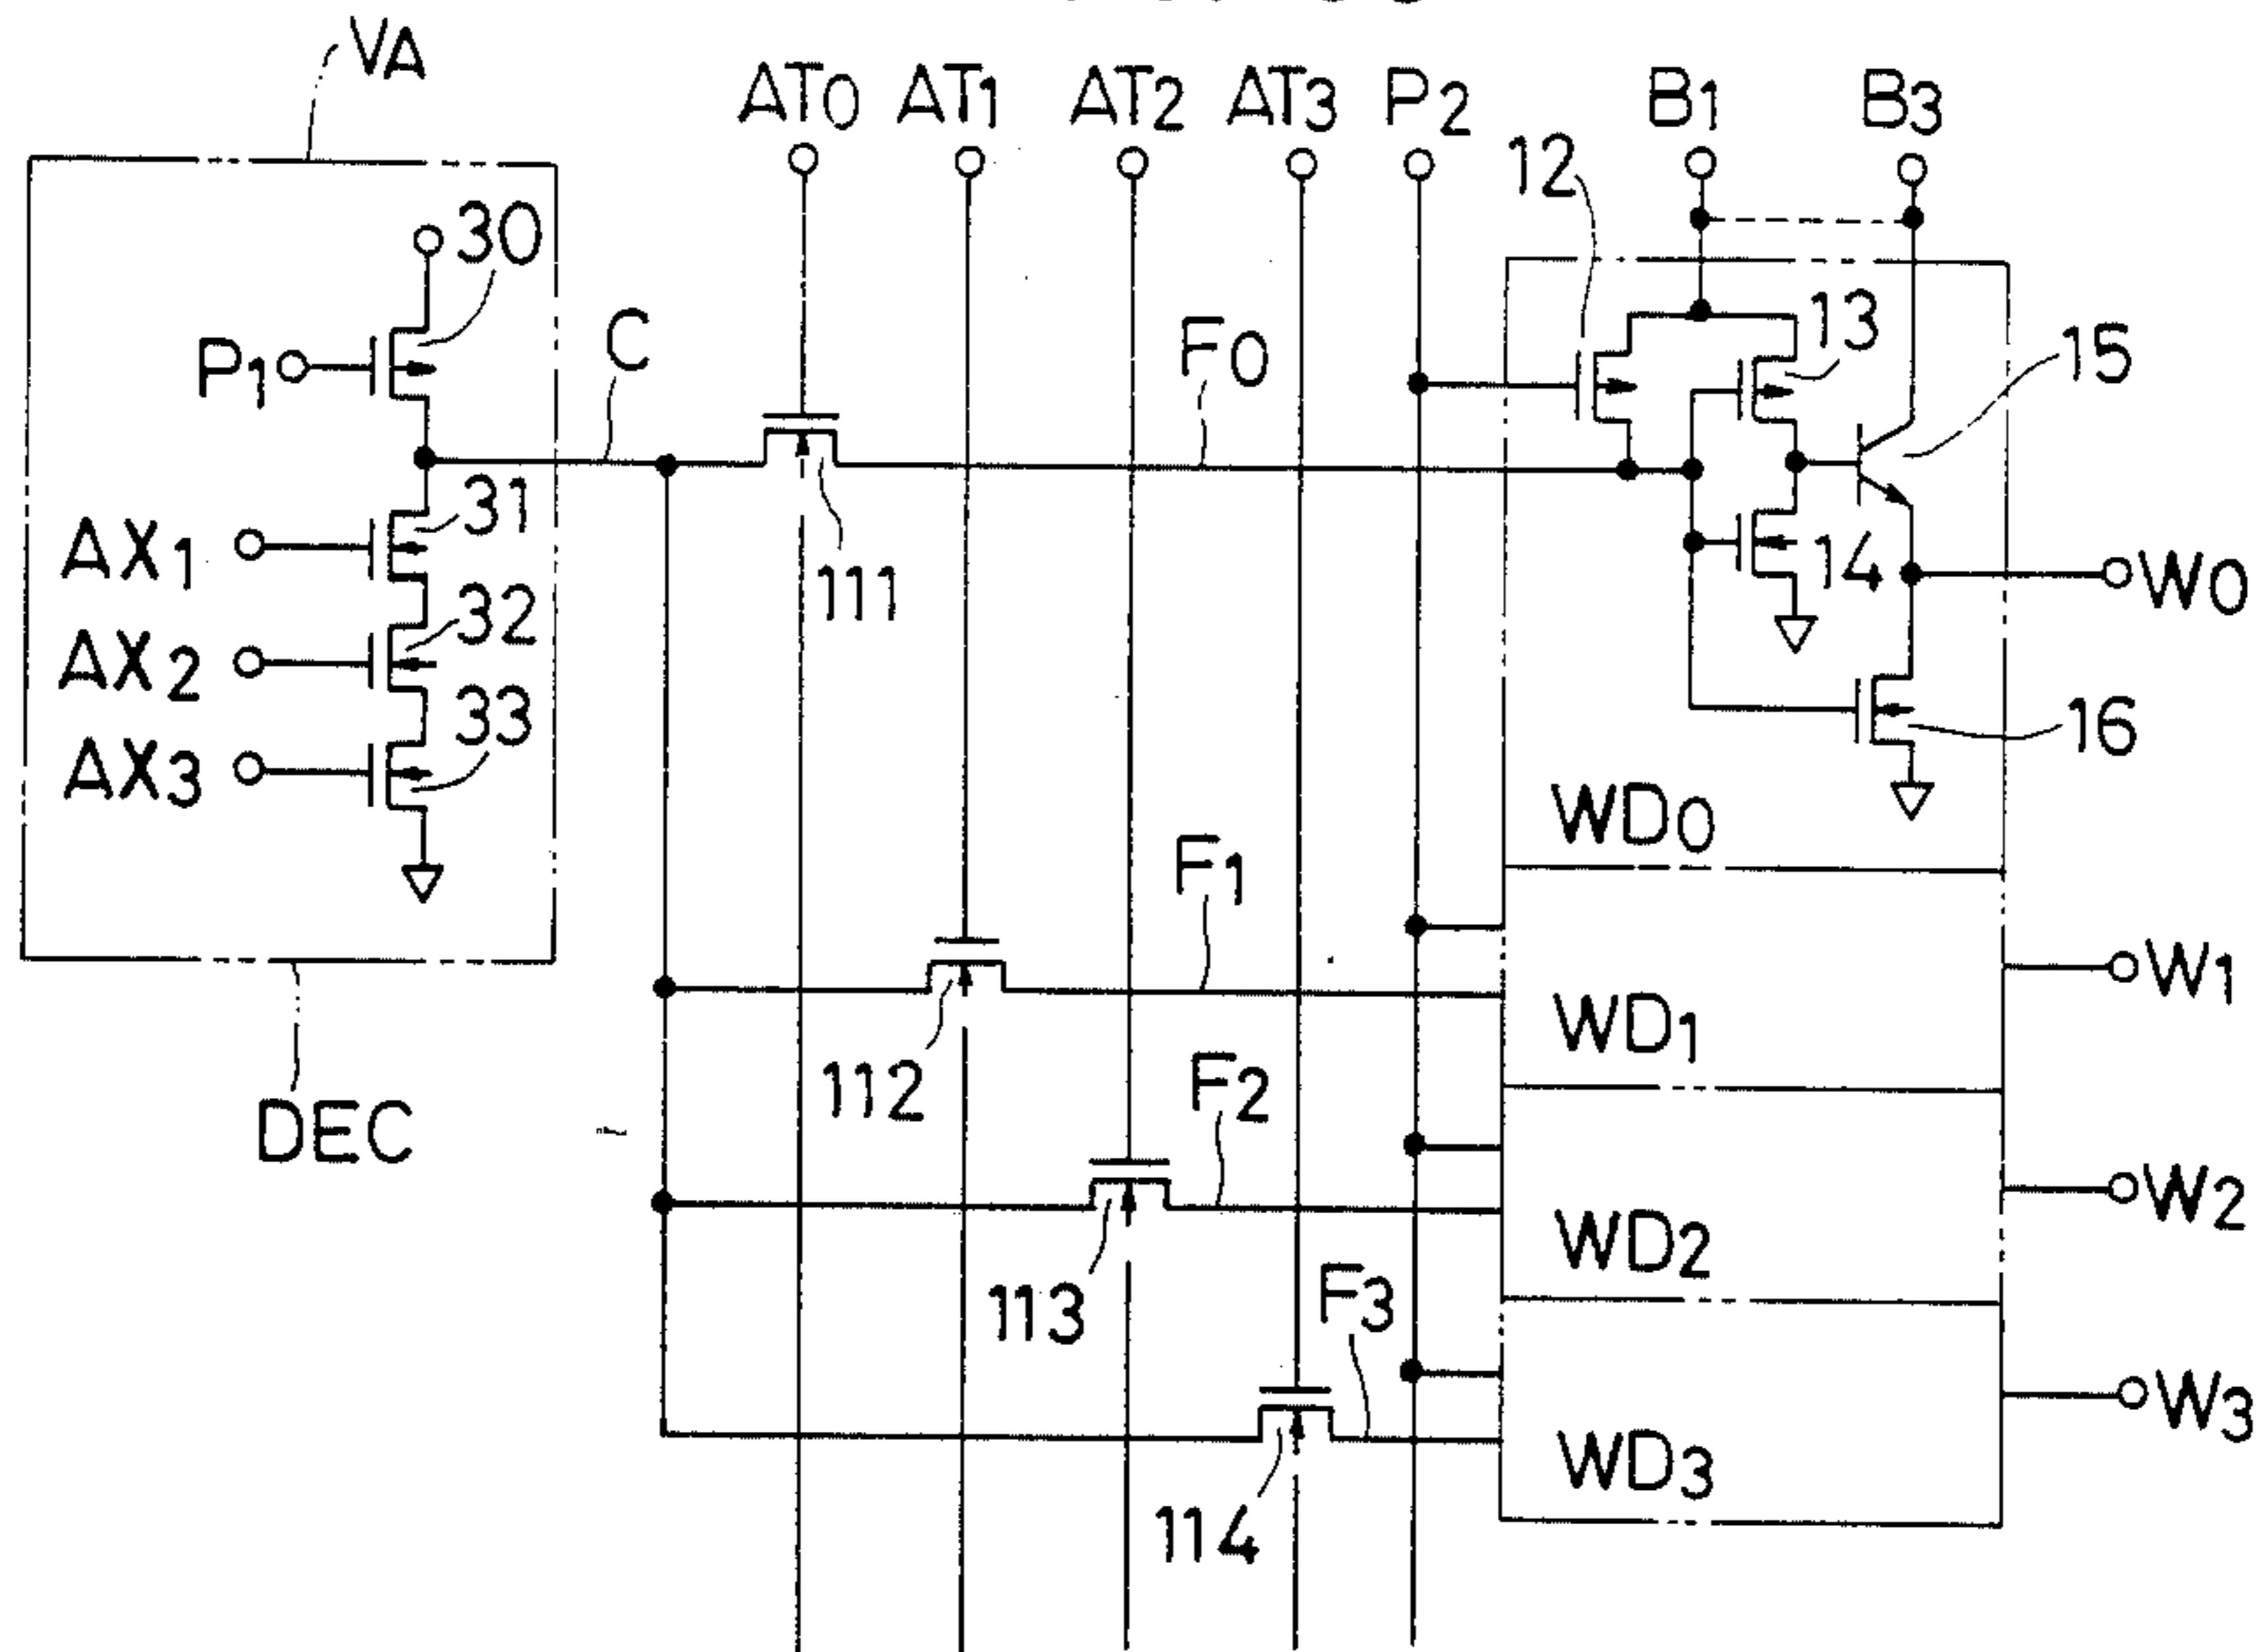 VA
AT0 AT1 AT2 AT3 P2 B1 B3
12
30
13
P1
C
F0
15
31
AX1
111
14
W0
32
AX2
33
16
AX3
WD0
F1
W1
WD1
112
F2
DEC
W2
WD2
113
F3
W3
WD3
114